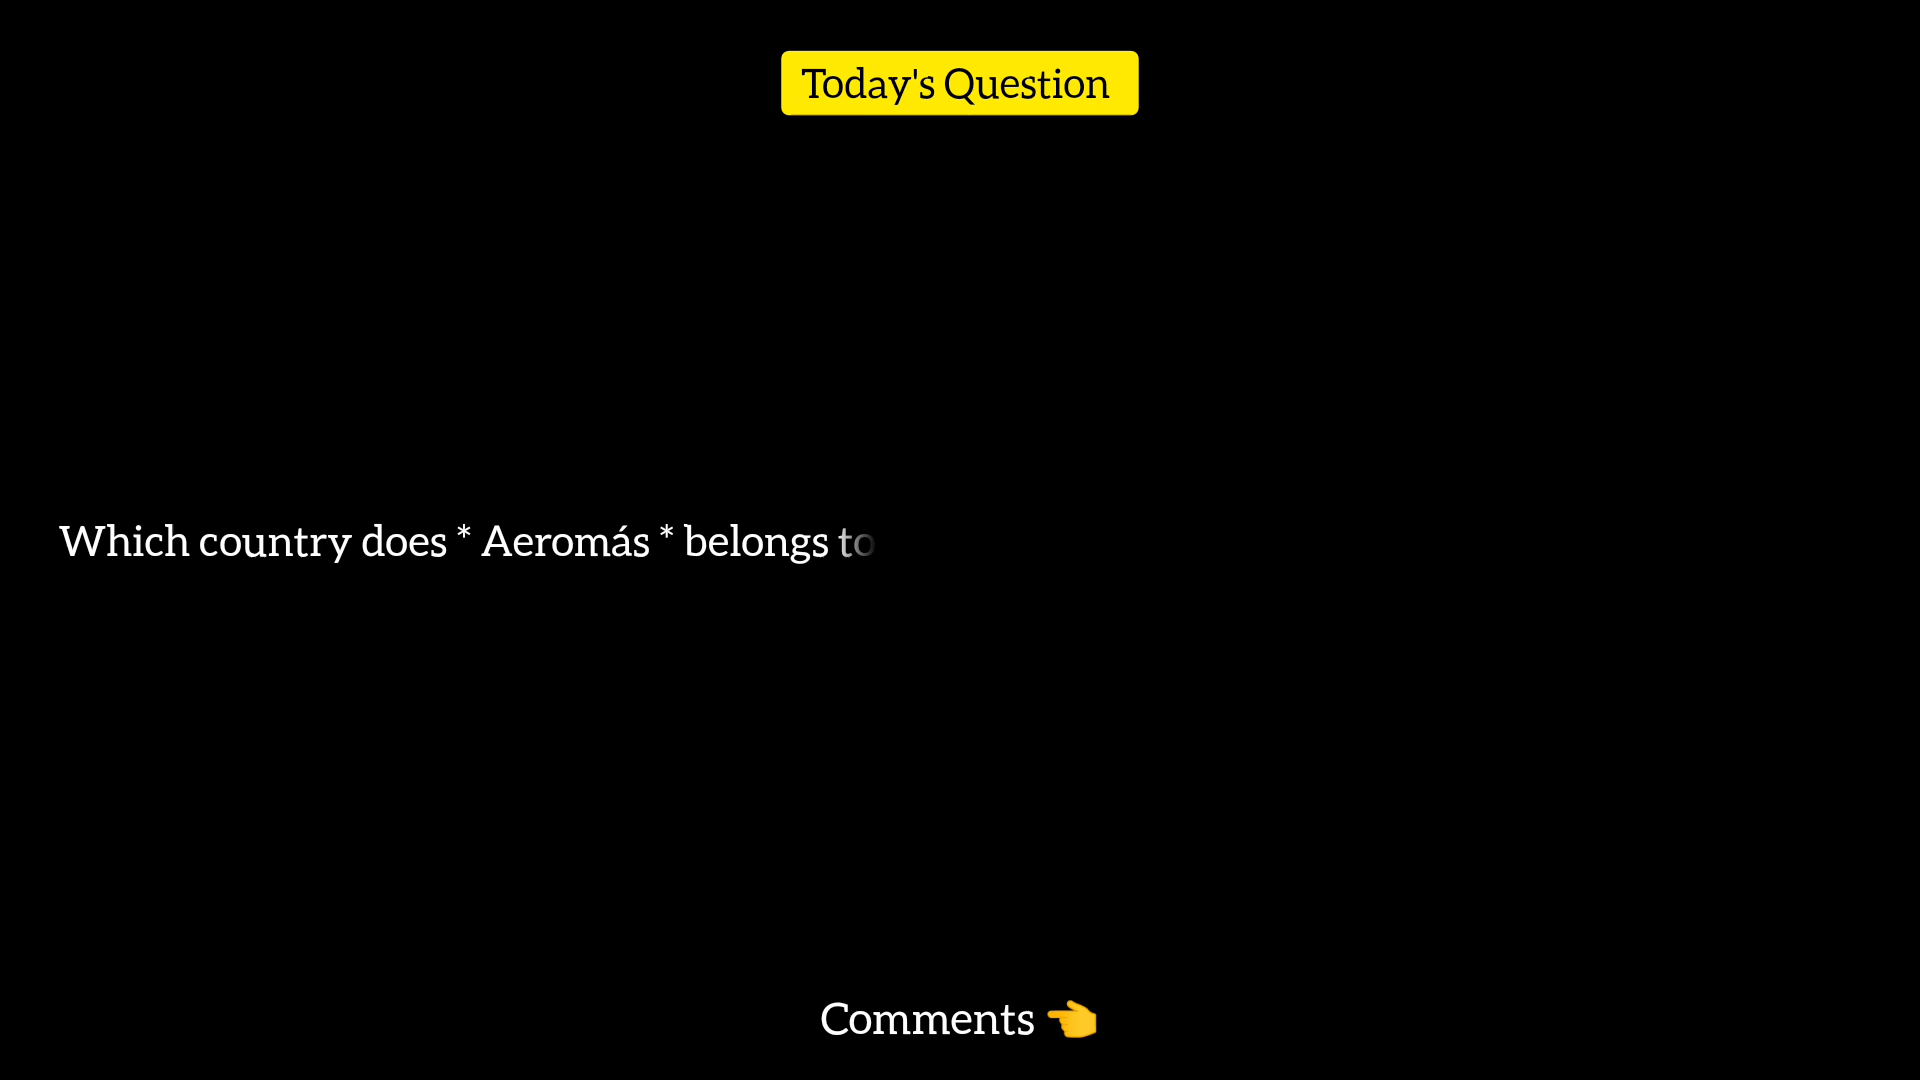 Today's Question
Which country does * Aeromás * belongs to
Comments 👈